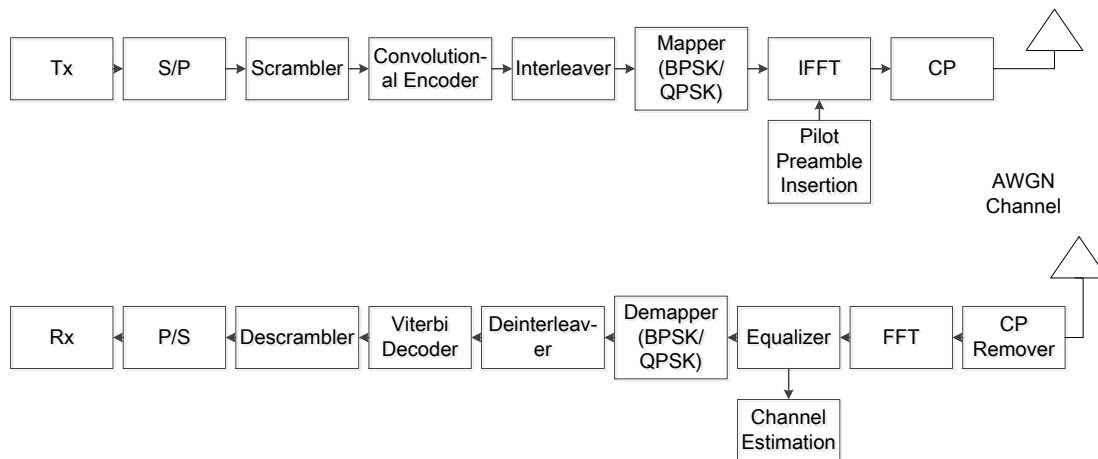 Tx
S/P
Scrambler
Convolution-
al Encoder
Interleaver
Mapper
(BPSK/
QPSK)
IFFT
CP
Pilot
Preamble
Insertion
AWGN
Channel
Rx
P/S
Descrambler
Viterbi
Decoder
Deinterleav-
er
Demapper
(BPSK/
QPSK)
Equalizer
FFT
CP
Remover
Channel
Estimation